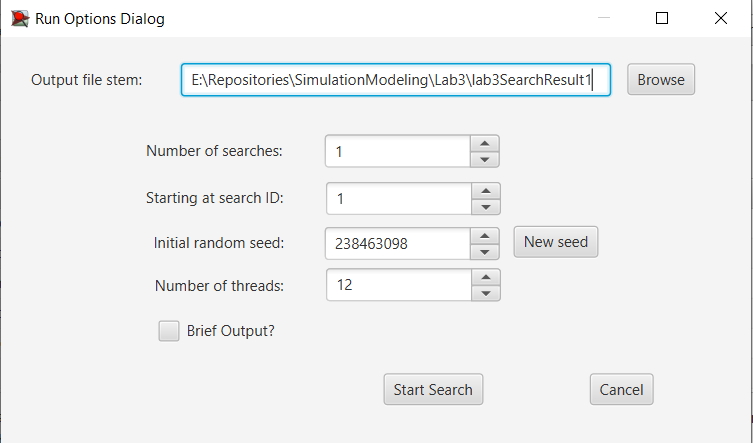 Run Options Dialog
Output file stem: E:\Repositories\SimulationModeling\Lab3\lab3SearchResult1 Browse
Number of searches: 1
Starting at search ID: 1
Initial random seed: 238463098 New seed
Number of threads: 12
Brief Output?
Start Search Cancel